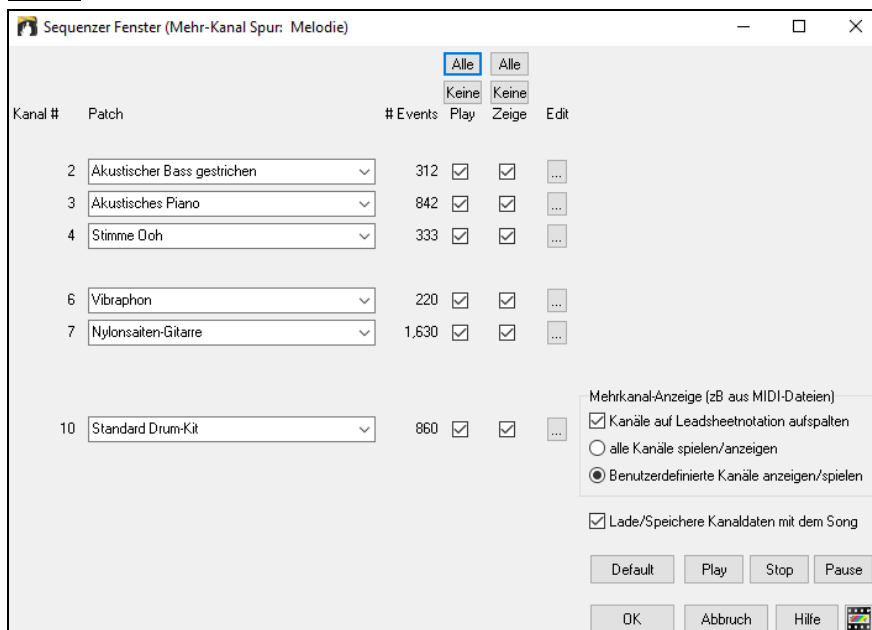 Sequenzer Fenster (Mehr-Kanal Spur: Melodie)
Alle Alle
Keine Keine
Kanal # Patch # Events Play Zeige Edit
2 Akustischer Bass gestrichen 312 ...
3 Akustisches Piano 842 ...
4 Stimme Ooh 333 ...
6 Vibraphon 220 ...
7 Nylonsaiten-Gitarre 1,630 ...
Mehrkanal-Anzeige (zB aus MIDI-Dateien)
Kanäle auf Leadsheetnotation aufspalten
10 Standard Drum-Kit 860 ...
alle Kanäle spielen/anzeigen
Benutzerdefinierte Kanäle anzeigen/spielen
Lade/Speichere Kanaldaten mit dem Song
Default Play Stop Pause
OK Abbruch Hilfe